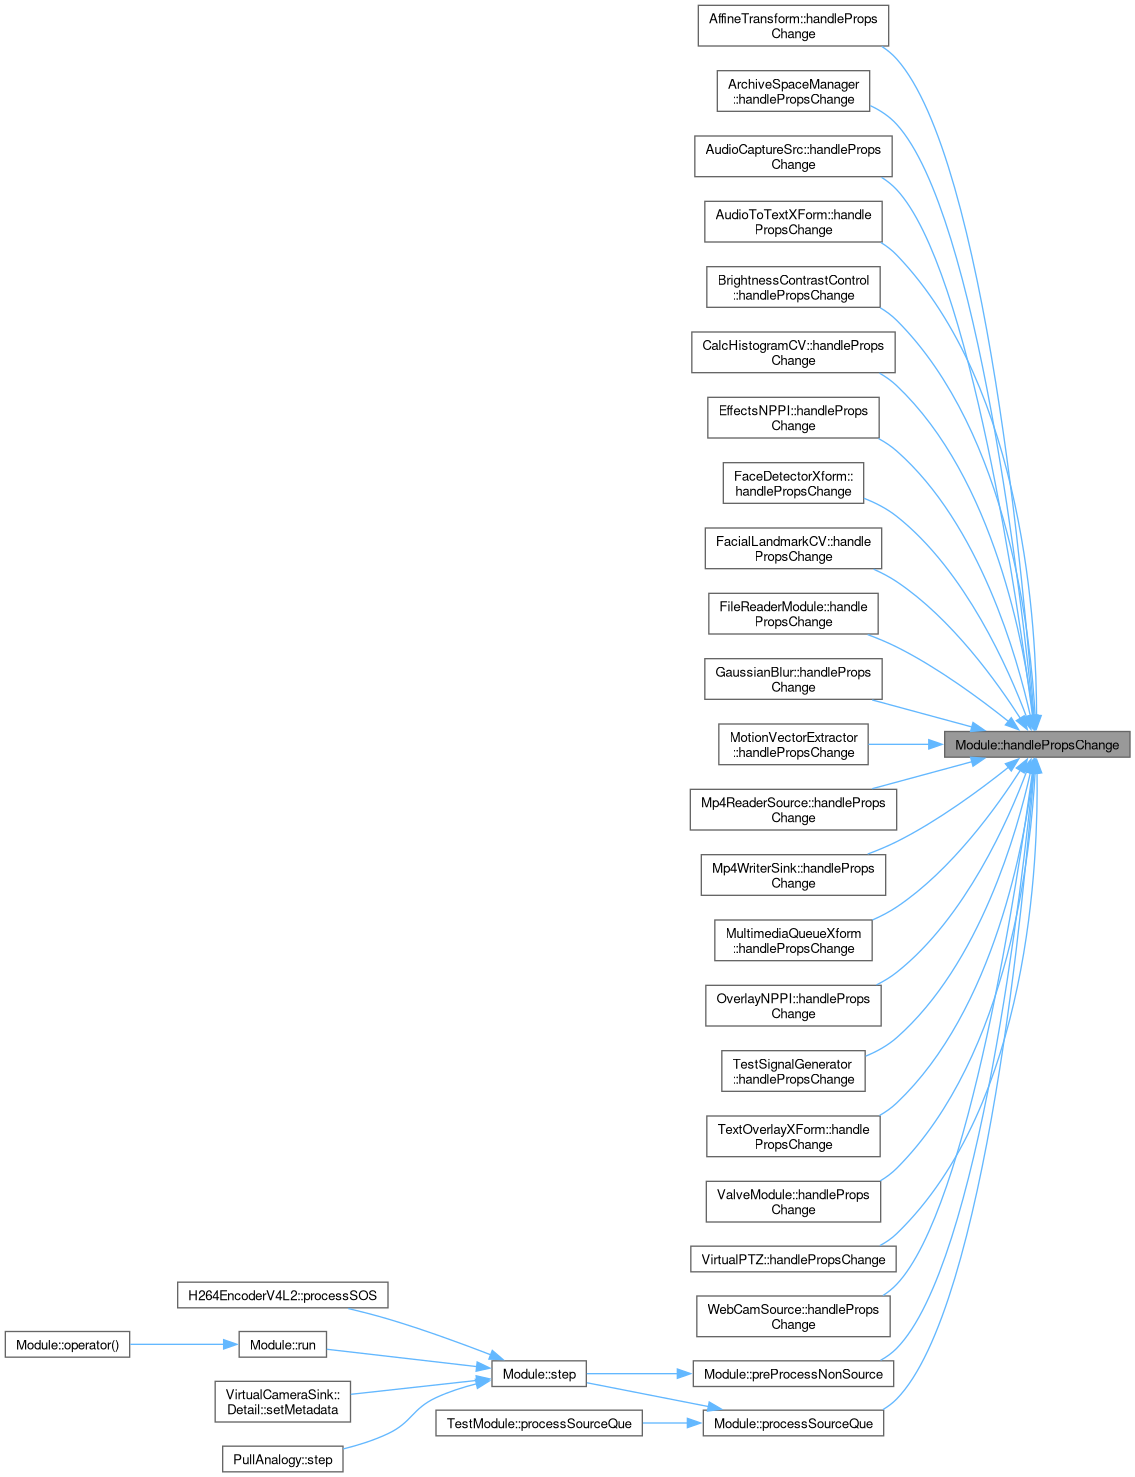 AffineTransform::handleProps
Change
ArchiveSpaceManager
::handlePropsChange
AudioCaptureSrc::handleProps
Change
AudioToTextXForm::handle
PropsChange
BrightnessContrastControl
::handlePropsChange
CalcHistogramCV::handleProps
Change
EffectsNPPI::handleProps
Change
FaceDetectorXform::
handlePropsChange
FacialLandmarkCV::handle
PropsChange
FileReaderModule::handle
PropsChange
GaussianBlur::handleProps
Change
MotionVectorExtractor
::handlePropsChange
Module::handlePropsChange
Mp4ReaderSource::handleProps
Change
Mp4WriterSink::handleProps
Change
MultimediaQueueXform
::handlePropsChange
OverlayNPPI::handleProps
Change
TestSignalGenerator
::handlePropsChange
TextOverlayXForm::handle
PropsChange
ValveModule::handleProps
Change
VirtualPTZ::handlePropsChange
WebCamSource::handleProps
Change
H264EncoderV4L2::processSOS
Module::operator()
Module::run
Module::step
Module::preProcessNonSource
VirtualCameraSink::
Detail::setMetadata
TestModule::processSourceQue
Module::processSourceQue
PullAnalogy::step